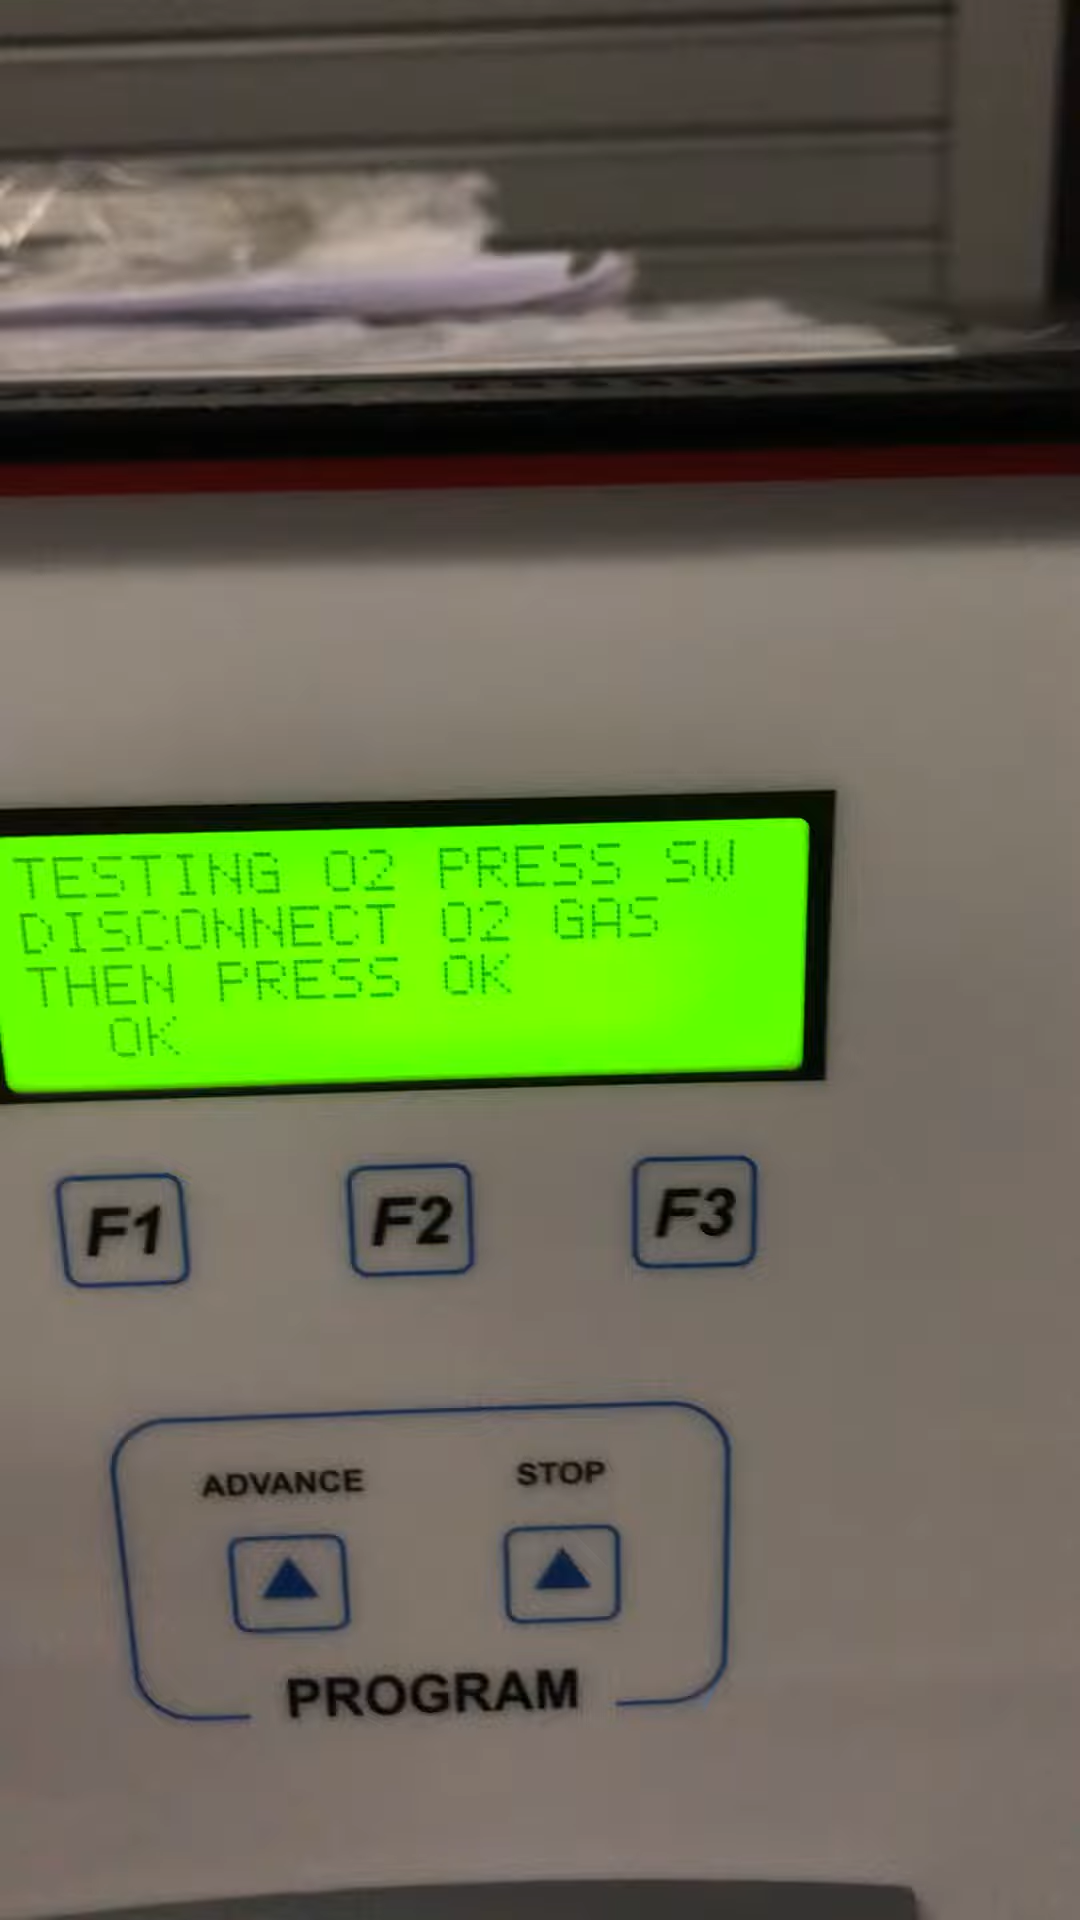 TESTING O2 PRESS SW
DISCONNECT O2 GAS
THEN PRESS OK
OK
F1 F2 F3
ADVANCE STOP
PROGRAM